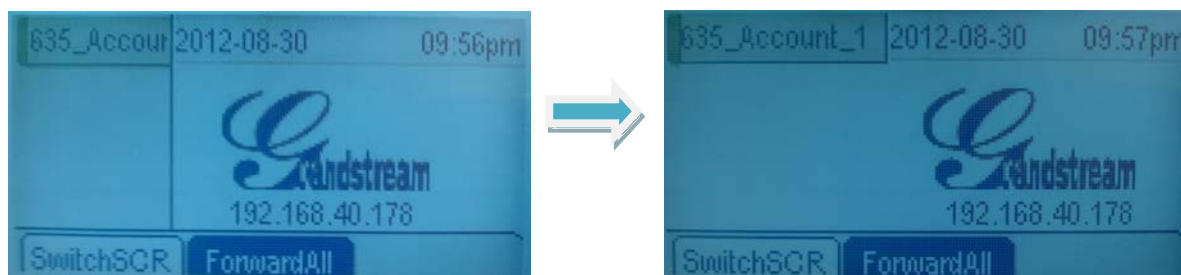 635_Accour 2012-08-30 09:56pm
Grandstream
192.168.40.178
SwitchSCR ForwardAll
635_Account_1 2012-08-30 09:57pm
Grandstream
192.168.40.178
SwitchSCR ForwardAll